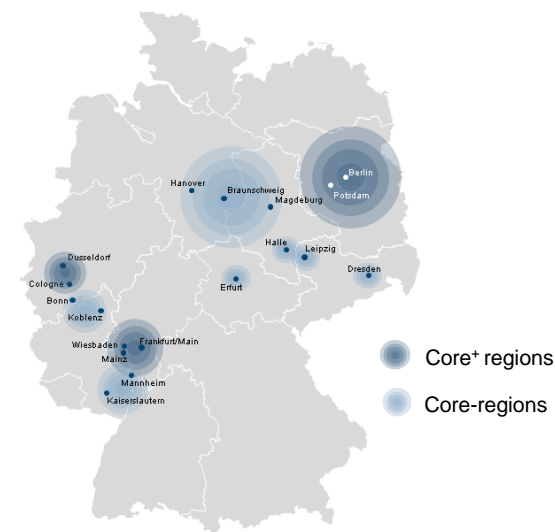 Berlin
Potsdam
Hanover
Braunschweig
Magdeburg
Halle
Leipzig
Dresden
Erfurt
Dusseldorf
Cologne
Bonn
Koblenz
Wiesbaden
Frankfurt/Main
Mainz
Mannheim
Kaiserslautern
Core⁺ regions
Core-regions